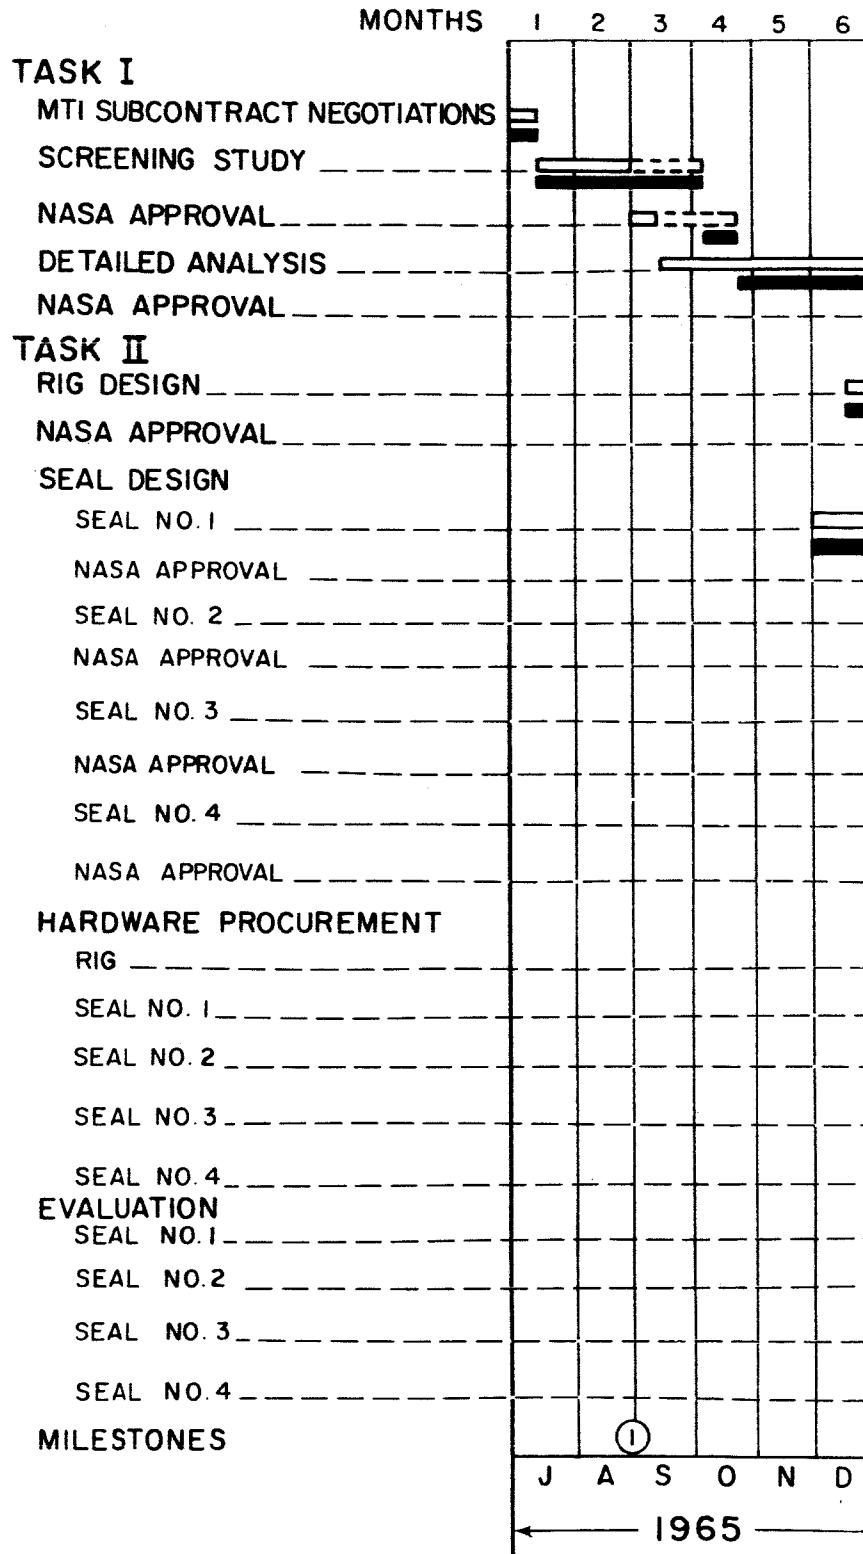 MONTHS 1 2 3 4 5 6
TASK I
MTI SUBCONTRACT NEGOTIATIONS
SCREENING STUDY
NASA APPROVAL
DETAILED ANALYSIS
NASA APPROVAL
TASK II
RIG DESIGN
NASA APPROVAL
SEAL DESIGN
SEAL NO. 1
NASA APPROVAL
SEAL NO. 2
NASA APPROVAL
SEAL NO. 3
NASA APPROVAL
SEAL NO. 4
NASA APPROVAL
HARDWARE PROCUREMENT
RIG
SEAL NO. 1
SEAL NO. 2
SEAL NO. 3
SEAL NO. 4
EVALUATION
SEAL NO. 1
SEAL NO. 2
SEAL NO. 3
SEAL NO. 4
MILESTONES 1
J A S O N D
1965